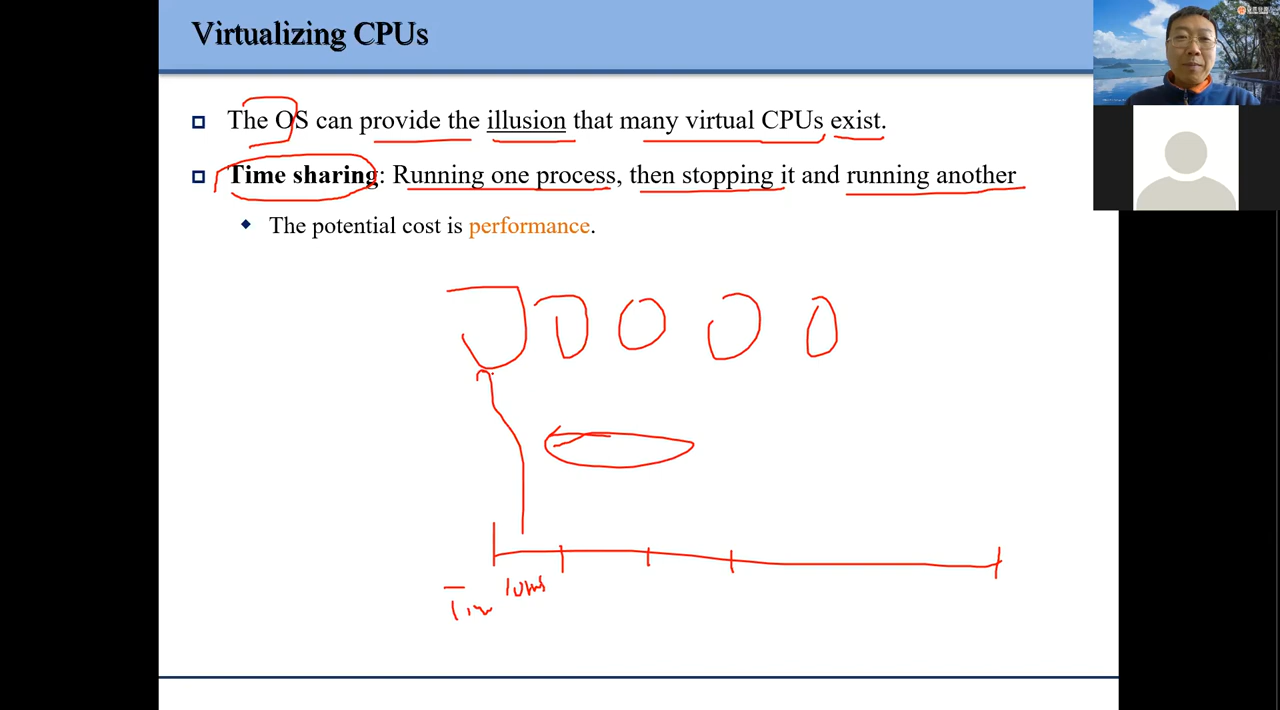 Virtualizing CPUs
The OS can provide the illusion that many virtual CPUs exist.
Time sharing: Running one process, then stopping it and running another
The potential cost is performance.
10ms